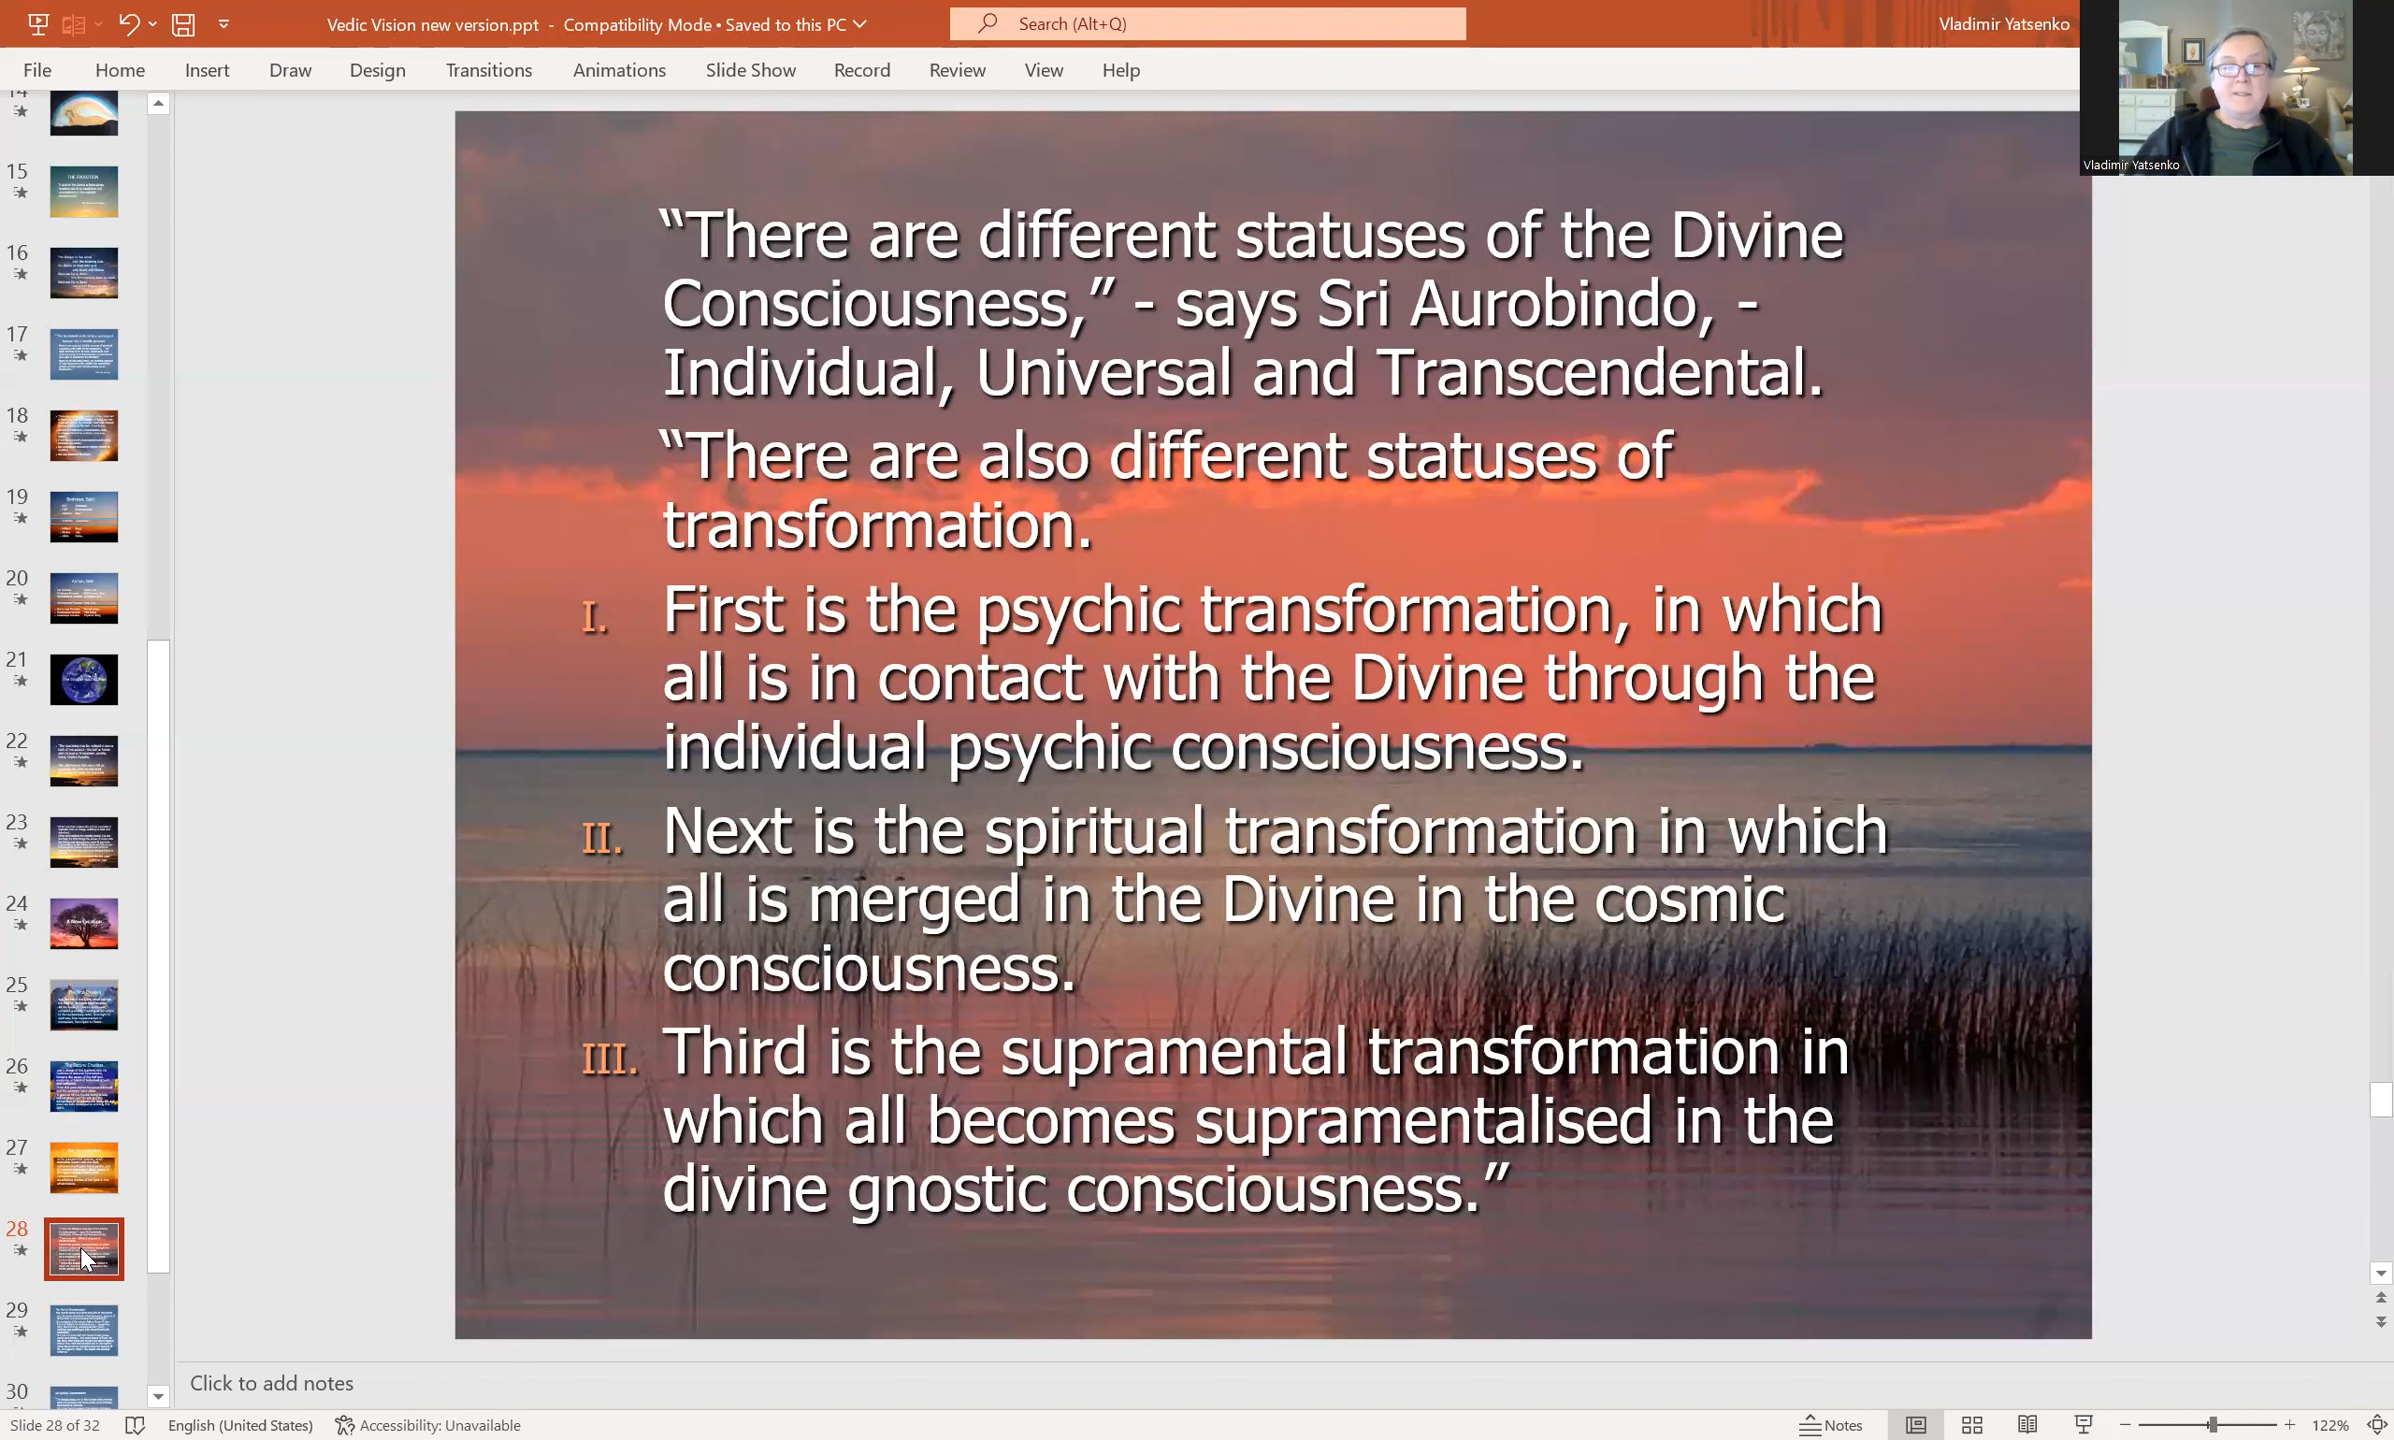 Vedic Vision new version.ppt - Compatibility Mode • Saved to this PC
Search (Alt+Q)
Vladimir Yatsenko
File Home Insert Draw Design Transitions Animations Slide Show Record Review View Help
Vladimir Yatsenko
14
15
16
17
18
19
20
21
22
23
24
25
26
27
28
29
30
“There are different statuses of the Divine
Consciousness,” - says Sri Aurobindo, -
Individual, Universal and Transcendental.
“There are also different statuses of
transformation.
I. First is the psychic transformation, in which
all is in contact with the Divine through the
individual psychic consciousness.
II. Next is the spiritual transformation in which
all is merged in the Divine in the cosmic
consciousness.
III. Third is the supramental transformation in
which all becomes supramentalised in the
divine gnostic consciousness.”
Click to add notes
Slide 28 of 32 English (United States) Accessibility: Unavailable Notes 122%